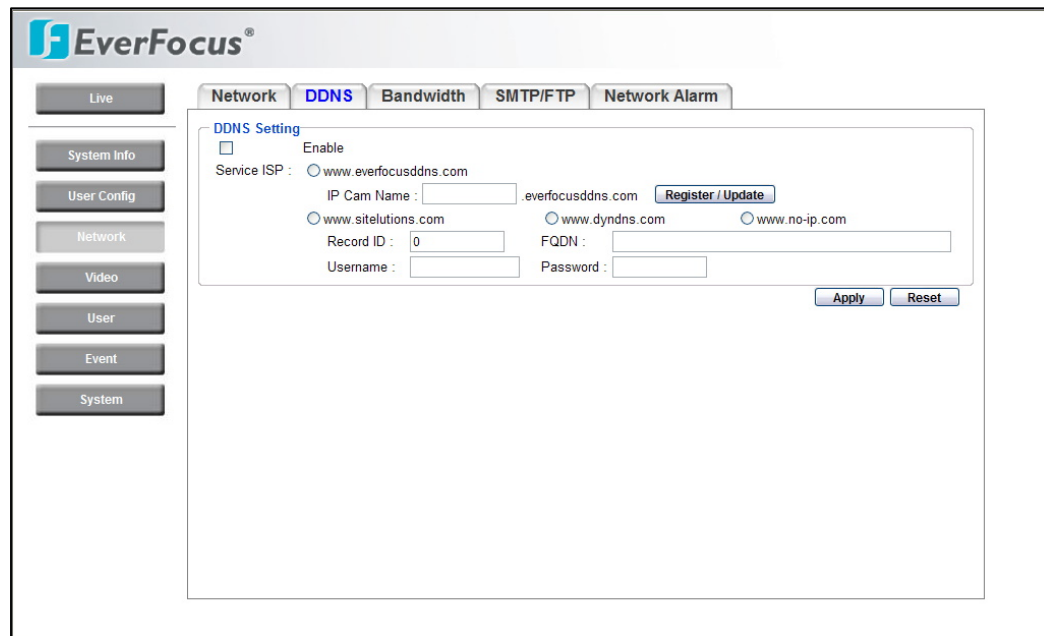 EverFocus®
Live
System Info
User Config
Network
Video
User
Event
System
Network DDNS Bandwidth SMTP/FTP Network Alarm
DDNS Setting
Enable
Service ISP : www.everfocusddns.com
IP Cam Name : .everfocusddns.com Register / Update
www.sitelutions.com www.dyndns.com www.no-ip.com
Record ID : 0 FQDN :
Username : Password :
Apply Reset